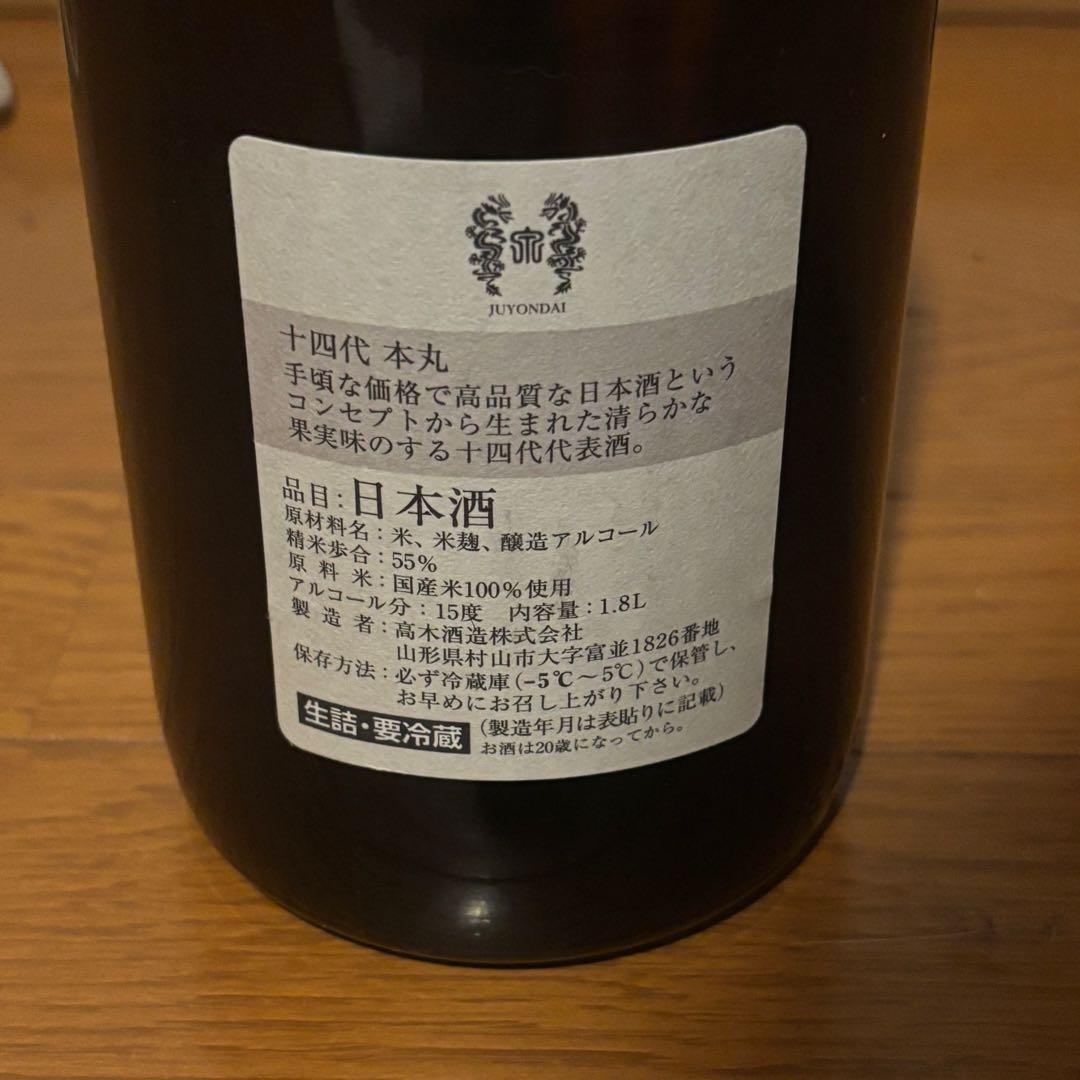 JUYONDAI
十四代 本丸
手頃な価格で高品質な日本酒という
コンセプトから生まれた清らかな
果実味のする十四代代表酒。
品目:日本酒
原材料名:米、米麹、醸造アルコール
精米歩合:55%
原料米:国産米100%使用
アルコール分:15度 内容量:1.8L
製造者:高木酒造株式会社
山形県村山市大字富並1826番地
保存方法:必ず冷蔵庫(-5℃〜5℃)で保管し、
お早めにお召し上がり下さい。
生詰・要冷蔵 (製造年月は表貼りに記載)
お酒は20歳になってから。